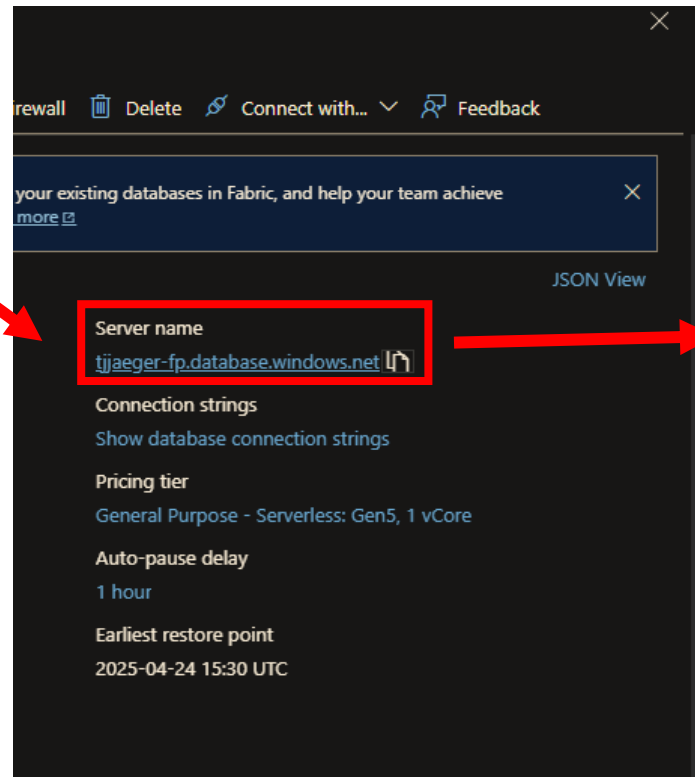 irewall Delete Connect with... Feedback
your existing databases in Fabric, and help your team achieve
more
JSON View
Server name
tjjaeger-fp.database.windows.net
Connection strings
Show database connection strings
Pricing tier
General Purpose - Serverless: Gen5, 1 vCore
Auto-pause delay
1 hour
Earliest restore point
2025-04-24 15:30 UTC